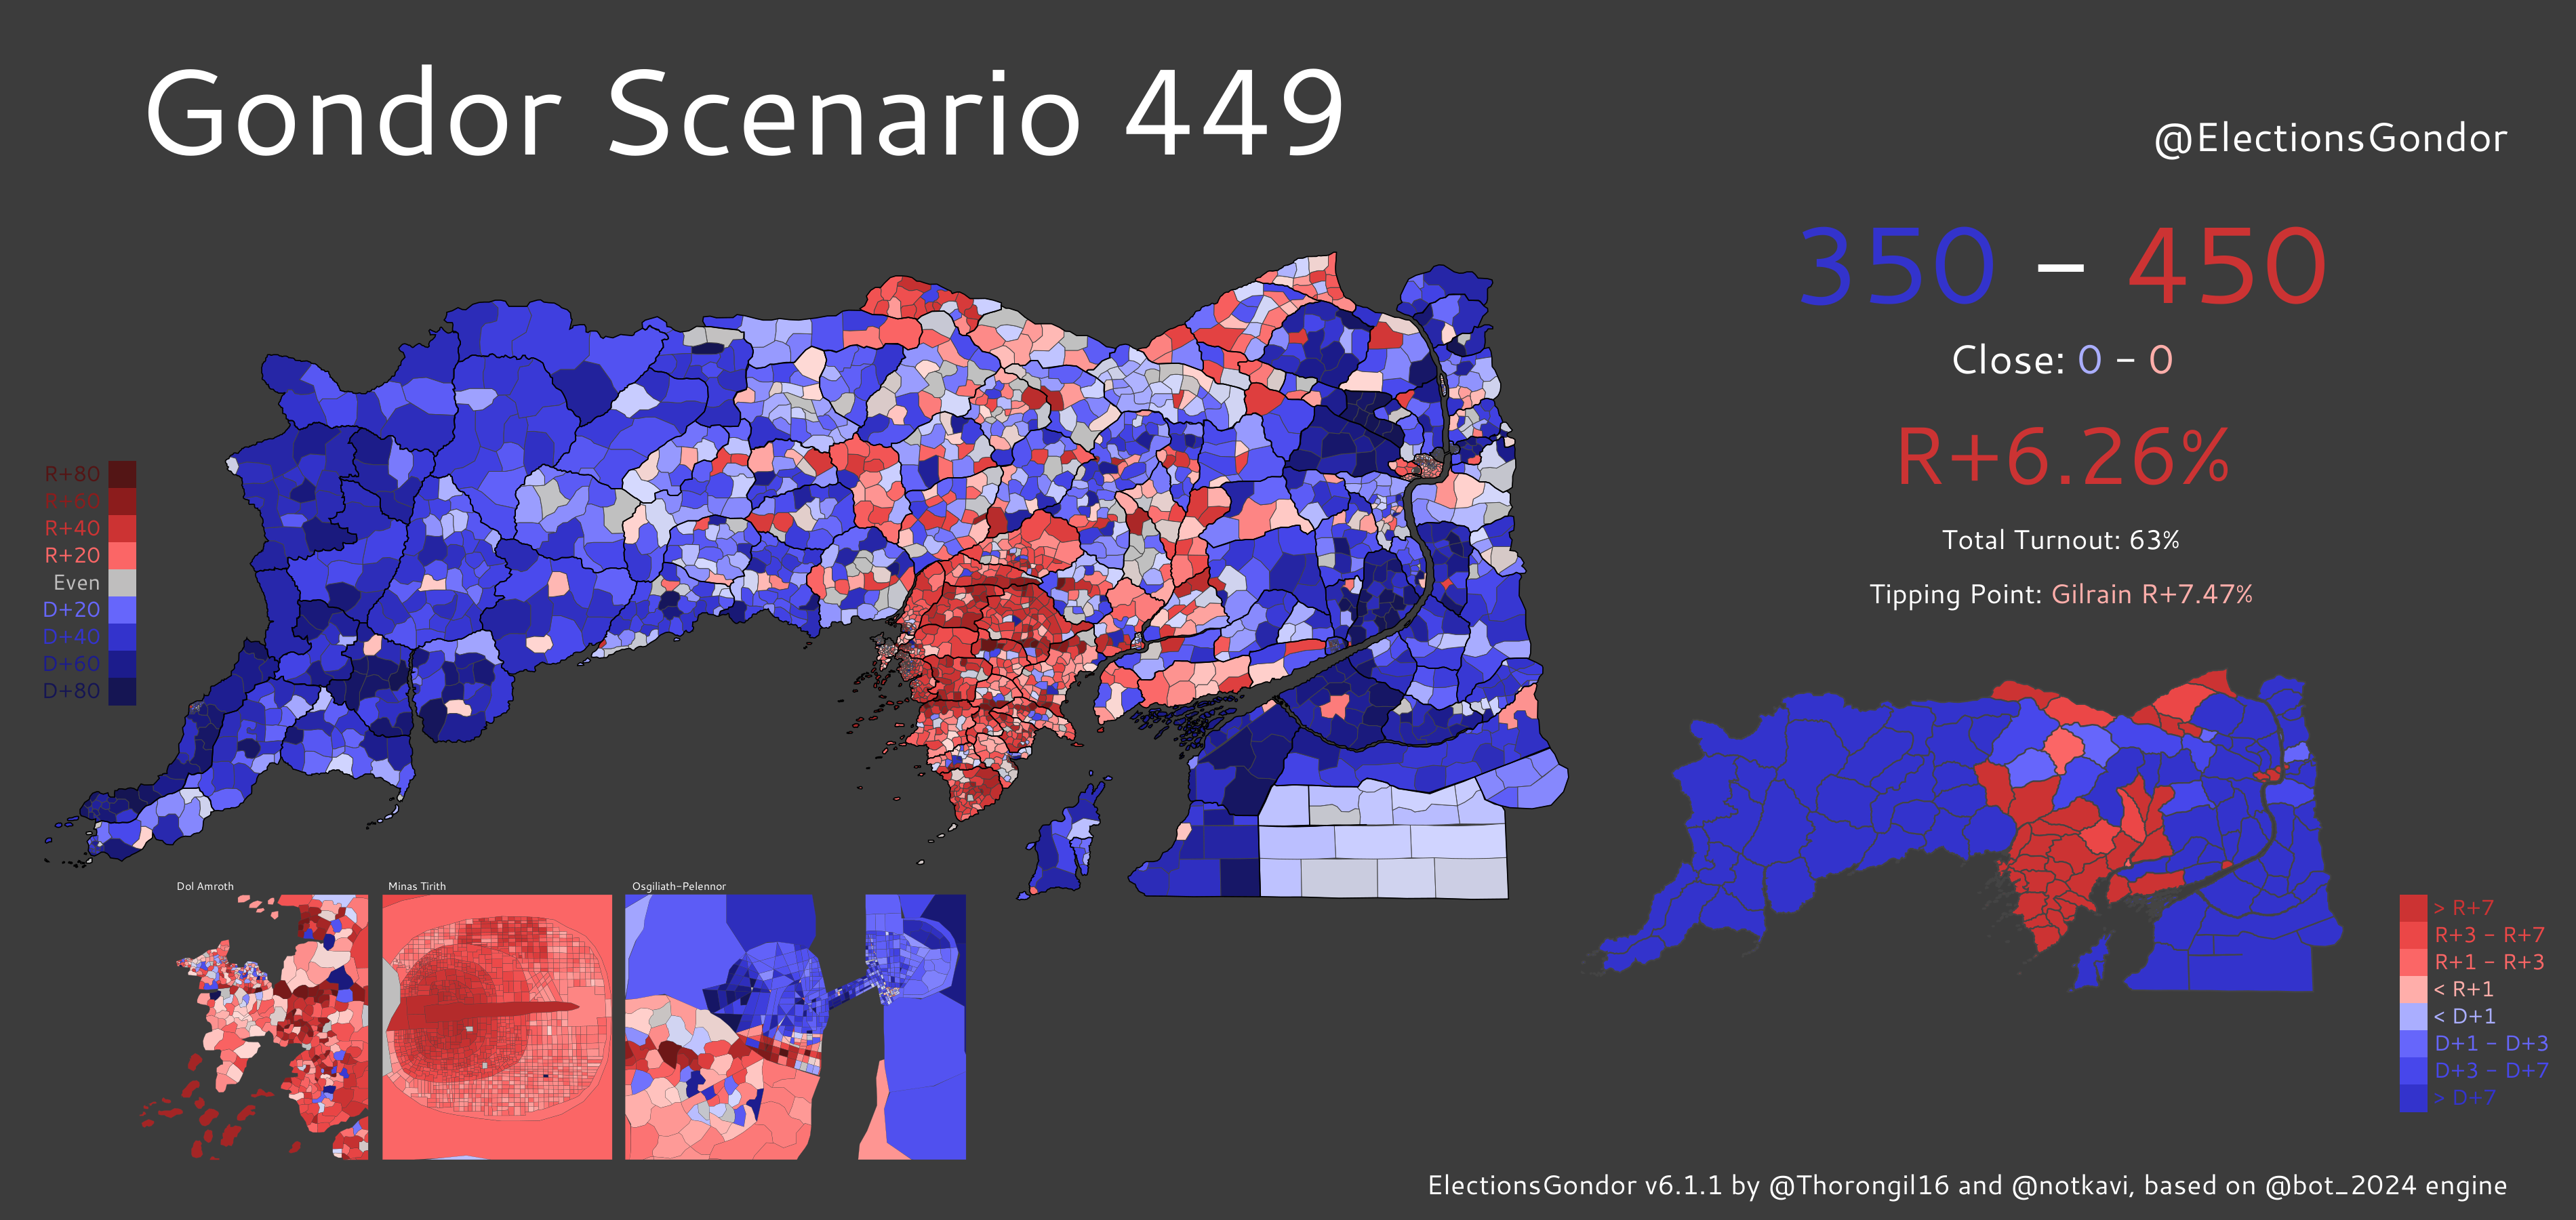 Gondor Scenario 449
@ElectionsGondor
350 – 450
Close: 0 - 0
R+6.26%
Total Turnout: 63%
Tipping Point: Gilrain R+7.47%
R+80
R+60
R+40
R+20
Even
D+20
D+40
D+60
D+80
Dol Amroth
Minas Tirith
Osgiliath-Pelennor
> R+7
R+3 - R+7
R+1 - R+3
< R+1
< D+1
D+1 - D+3
D+3 - D+7
> D+7
ElectionsGondor v6.1.1 by @Thorongil16 and @notkavi, based on @bot_2024 engine